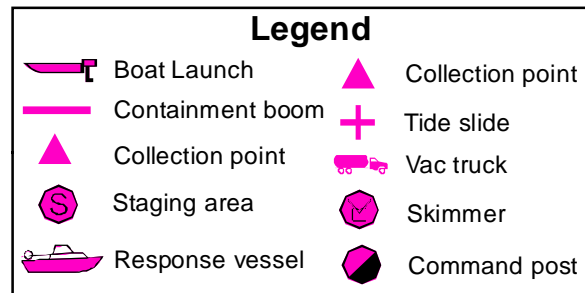 Legend
Boat Launch
Containment boom
Collection point
S
Staging area
Response vessel
Collection point
Tide slide
Vac truck
Skimmer
Command post